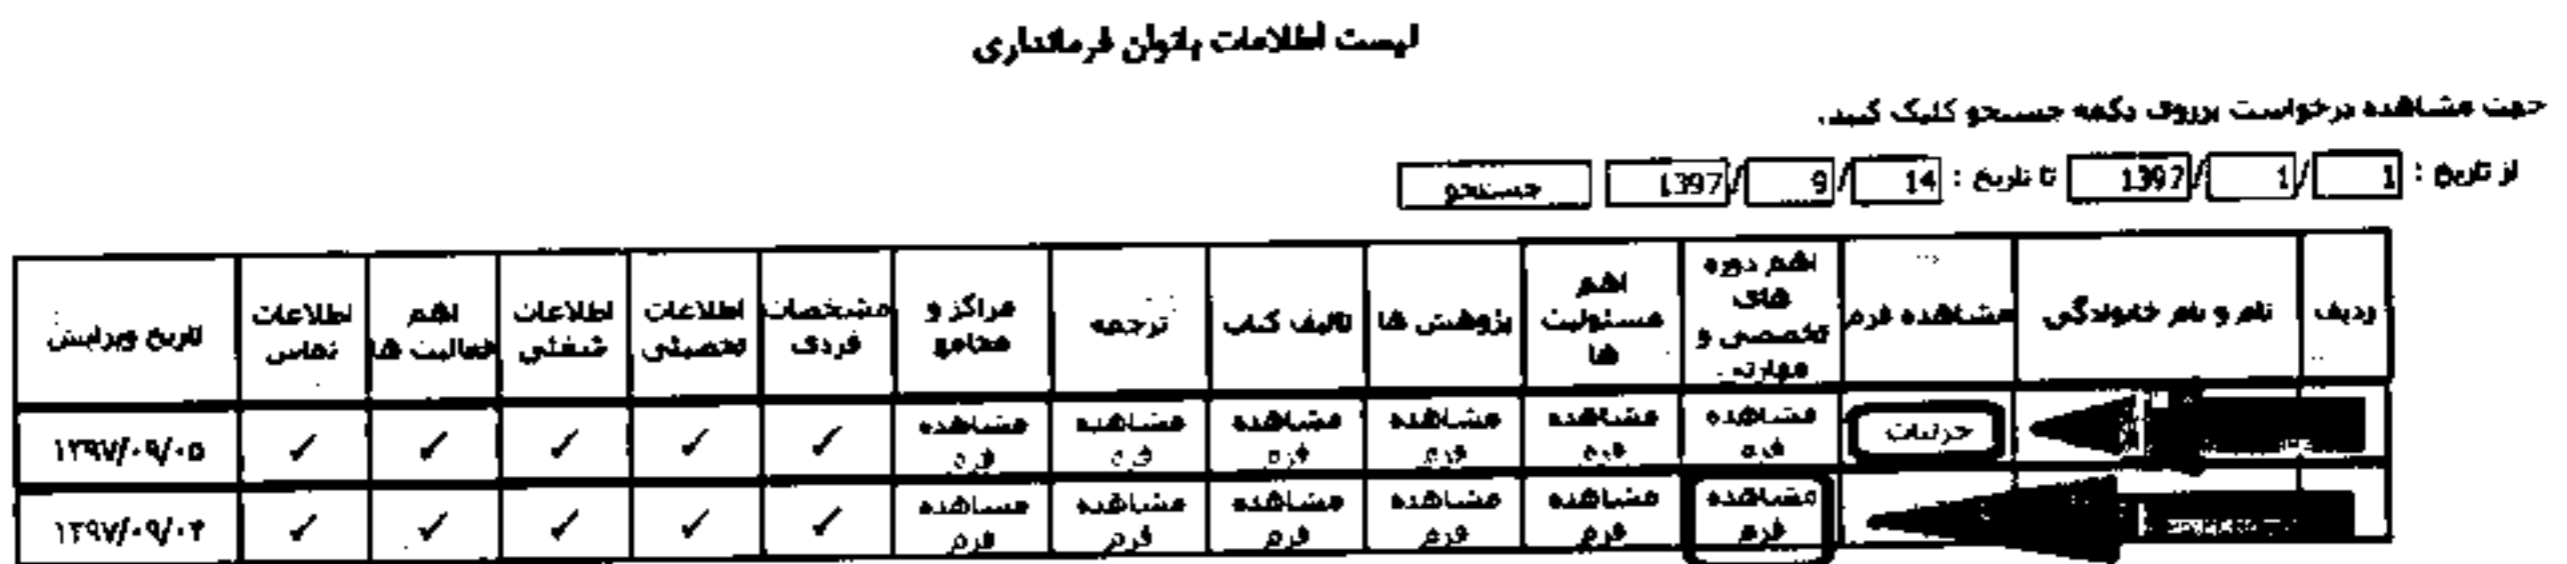 لیست اطلاعات بانوان فرمانداری
جهت مشاهده درخواست برروی دکمه جستجو کلیک کنید.
از تاریخ : 1 / 1 / 1397 تا تاریخ : 14 / 9 / 1397 جستجو
ردیف نام و نام خانوادگی مشاهده فرم اهم دوره های تخصصی و مهارتی اهم مسئولیت ها پژوهش ها تالیف کتاب ترجمه مراکز و مجامع مشخصات فردی اطلاعات تحصیلی اطلاعات شغلی اهم فعالیت ها اطلاعات تماس تاریخ ویرایش
جزئیات مشاهده فرم مشاهده فرم مشاهده فرم مشاهده فرم مشاهده فرم مشاهده فرم ✓ ✓ ✓ ✓ ✓ ۱۳۹۷/۰۹/۰۵
مشاهده فرم مشاهده فرم مشاهده فرم مشاهده فرم مشاهده فرم مشاهده فرم ✓ ✓ ✓ ✓ ✓ ۱۳۹۷/۰۹/۰۴